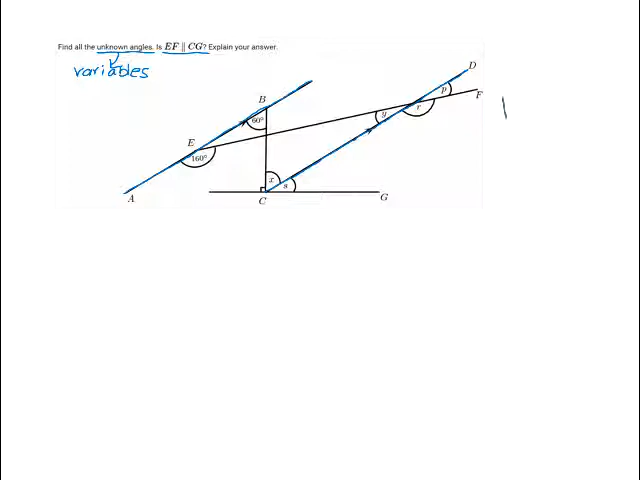 Find all the unknown angles. Is EF ∥ CG? Explain your answer.
variables
D
B
p
F
r
60°
y
E
160°
x
s
A
C
G